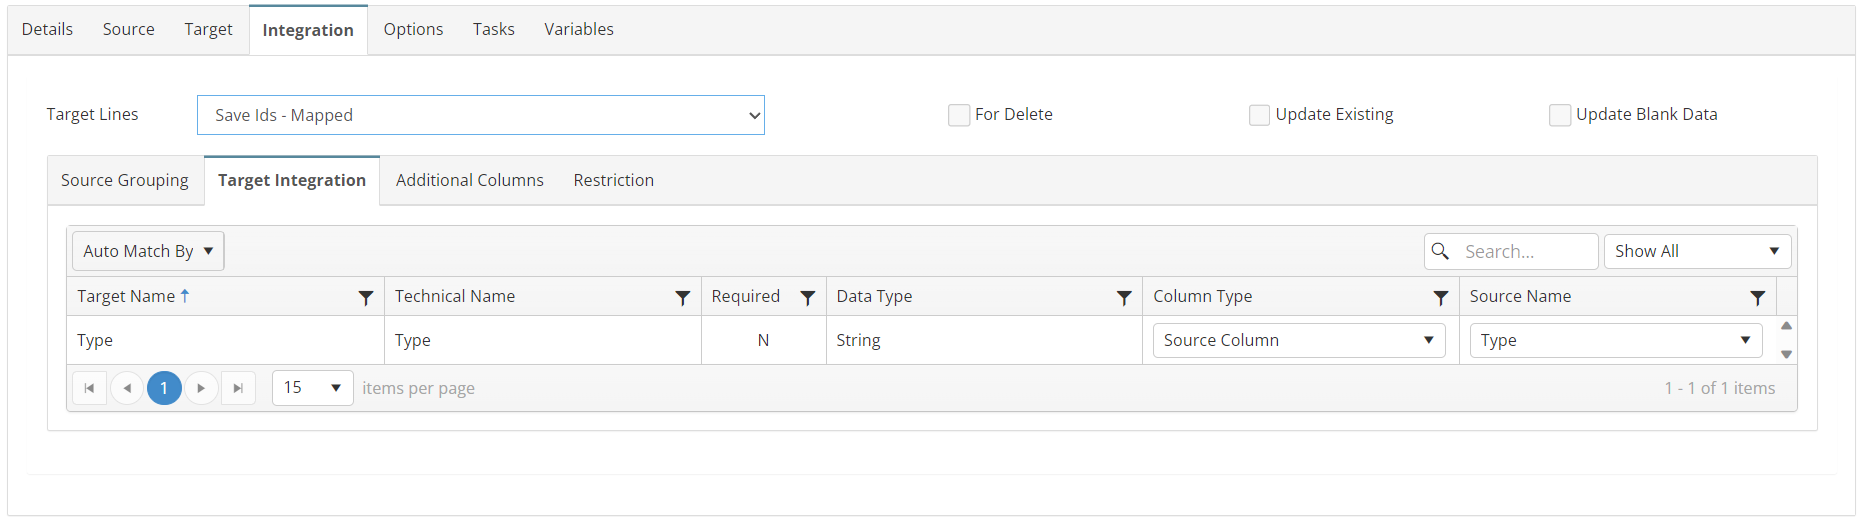 Details Source Target Integration Options Tasks Variables
Target Lines Save Ids - Mapped For Delete Update Existing Update Blank Data
Source Grouping Target Integration Additional Columns Restriction
Auto Match By Search... Show All
Target Name Technical Name Required Data Type Column Type Source Name
Type Type N String Source Column Type
1 15 items per page 1 - 1 of 1 items